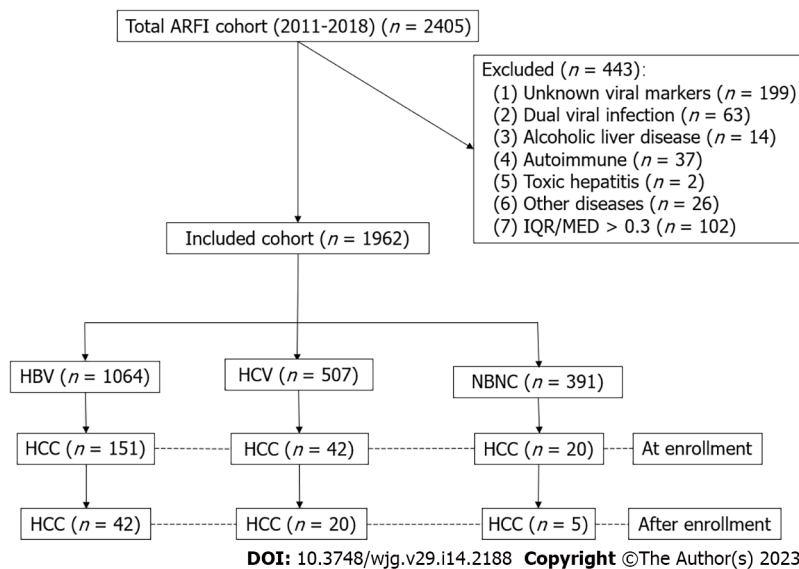 Total ARFI cohort (2011-2018) (n = 2405)
Excluded (n = 443):
(1) Unknown viral markers (n = 199)
(2) Dual viral infection (n = 63)
(3) Alcoholic liver disease (n = 14)
(4) Autoimmune (n = 37)
(5) Toxic hepatitis (n = 2)
(6) Other diseases (n = 26)
(7) IQR/MED > 0.3 (n = 102)
Included cohort (n = 1962)
HBV (n = 1064)
HCV (n = 507)
NBNC (n = 391)
HCC (n = 151)
HCC (n = 42)
HCC (n = 20)
At enrollment
HCC (n = 42)
HCC (n = 20)
HCC (n = 5)
After enrollment
DOI: 10.3748/wjg.v29.i14.2188 Copyright ©The Author(s) 2023